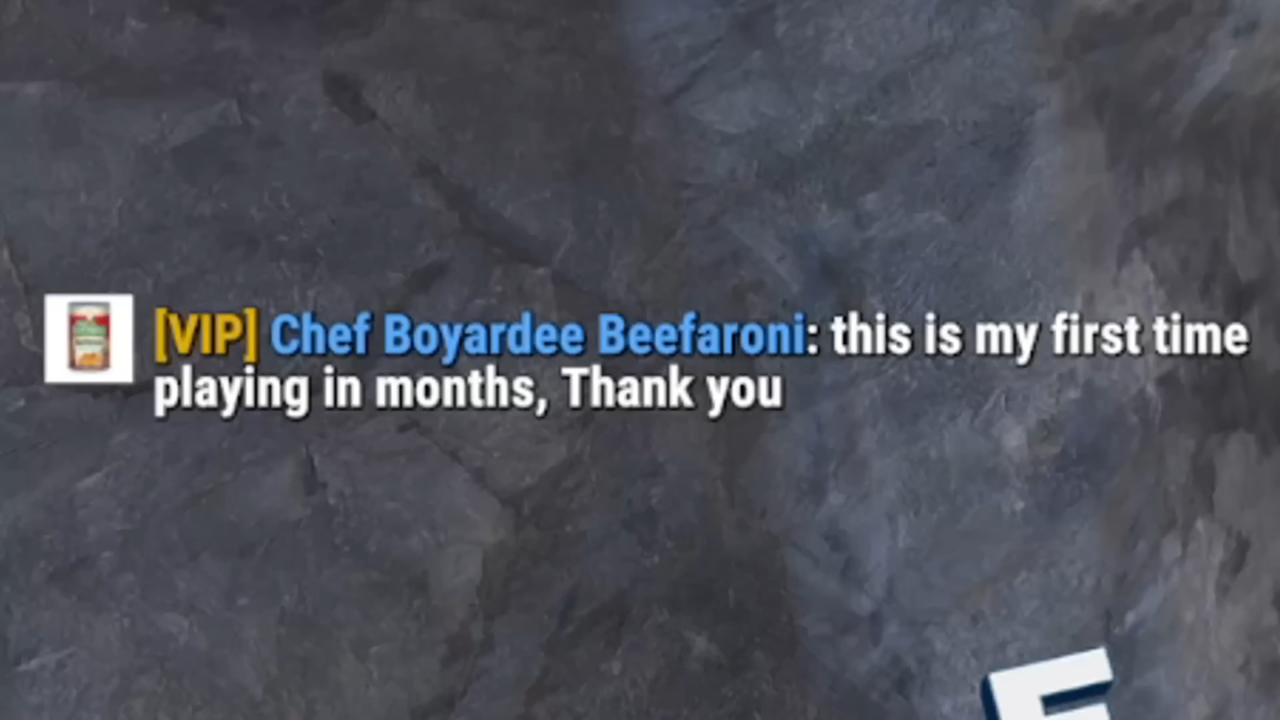 [VIP] Chef Boyardee Beefaroni: this is my first time
playing in months, Thank you